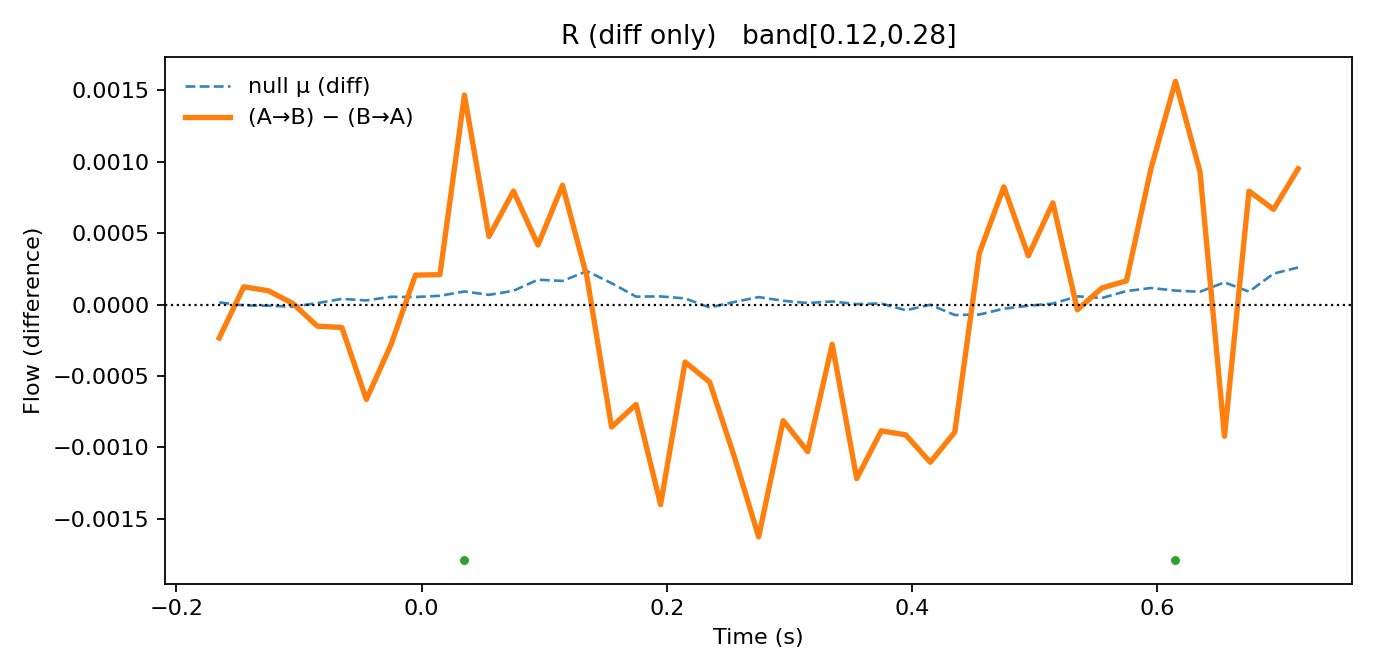 R (diff only)   band[0.12,0.28]
null μ (diff)
(A→B) − (B→A)
Flow (difference)
0.0015
0.0010
0.0005
0.0000
−0.0005
−0.0010
−0.0015
−0.2
0.0
0.2
0.4
0.6
Time (s)